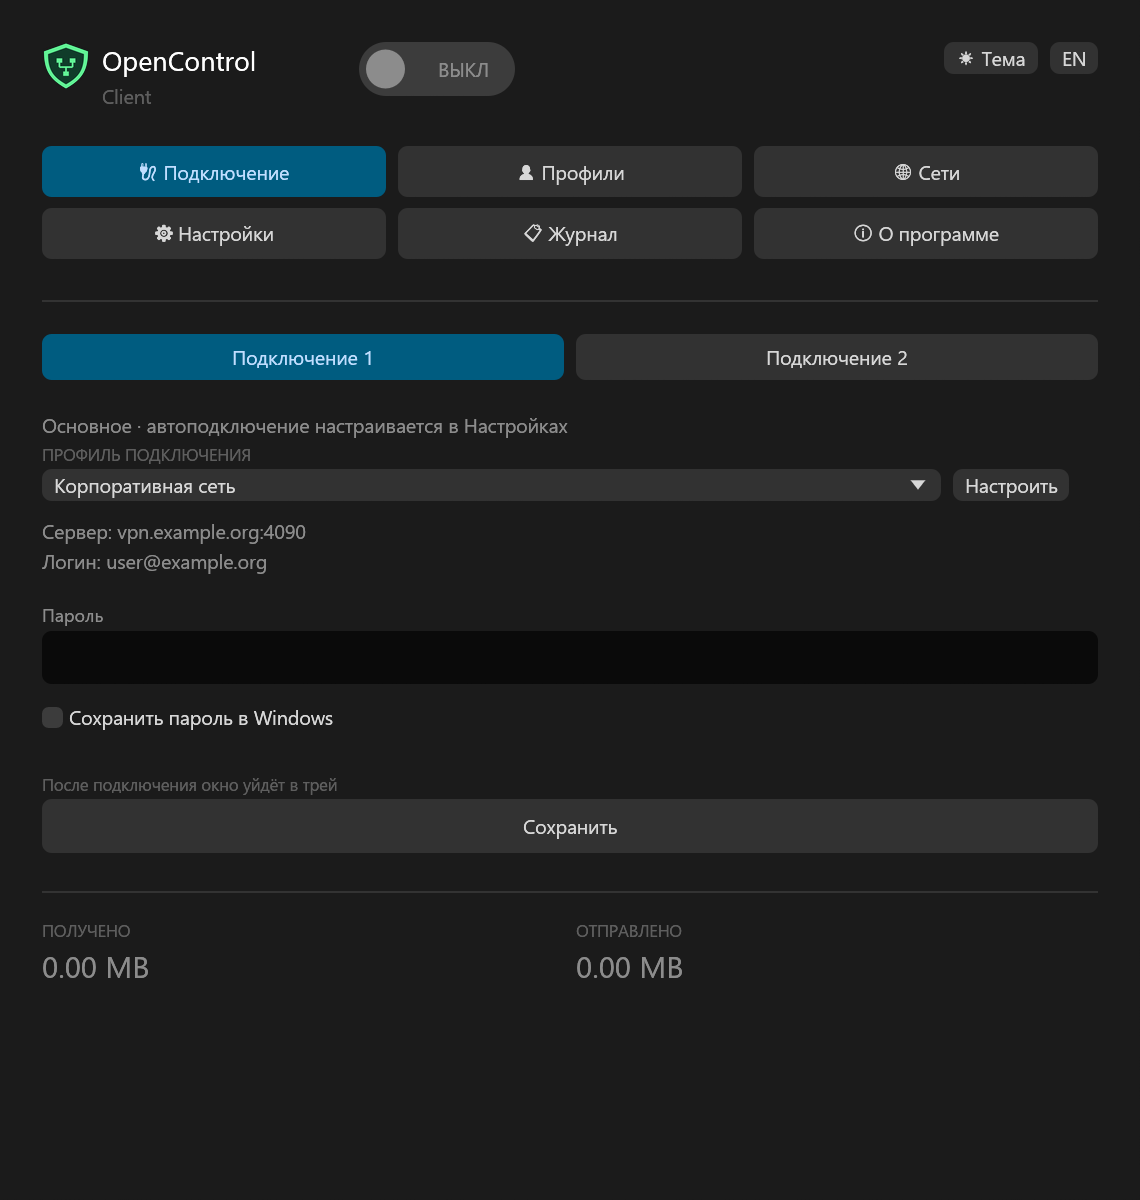 OpenControl
Client
ВЫКЛ
Тема
EN
Подключение
Профили
Сети
Настройки
Журнал
О программе
Подключение 1
Подключение 2
Основное · автоподключение настраивается в Настройках
ПРОФИЛЬ ПОДКЛЮЧЕНИЯ
Корпоративная сеть
Настроить
Сервер: vpn.example.org:4090
Логин: user@example.org
Пароль
Сохранить пароль в Windows
После подключения окно уйдёт в трей
Сохранить
ПОЛУЧЕНО
ОТПРАВЛЕНО
0.00 MB
0.00 MB